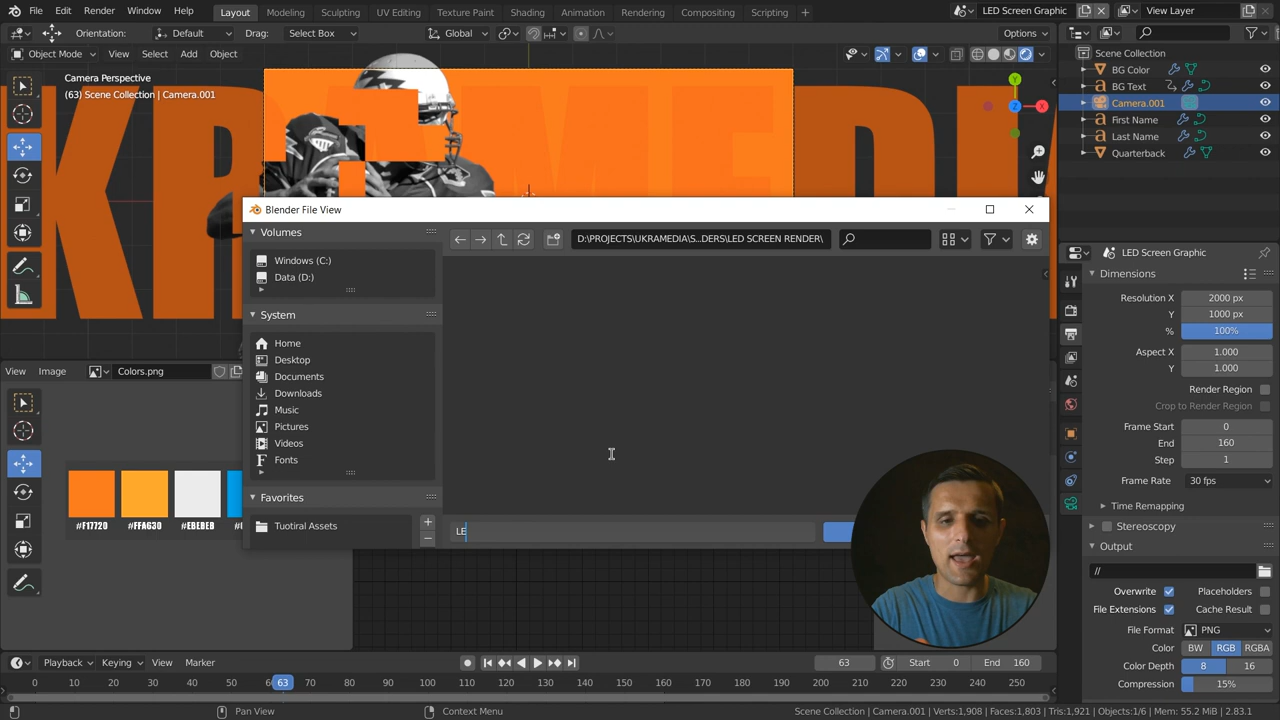 File Edit Render Window Help Layout Modeling Sculpting UV Editing Texture Paint Shading Animation Rendering Compositing Scripting + LED Screen Graphic View Layer
Orientation: Default Drag: Select Box Global Options
Object Mode View Select Add Object
Camera Perspective
(63) Scene Collection | Camera.001
Scene Collection
BG Color
BG Text
Camera.001
First Name
Last Name
Quarterback
Blender File View
Volumes
Windows (C:)
Data (D:)
System
Home
Desktop
Documents
Downloads
Music
Pictures
Videos
Fonts
Favorites
Tuotiral Assets
D:\PROJECTS\UKRAMEDIA\S...DERS\LED SCREEN RENDER\
LE
View Image Colors.png
#F17720 #FFA630 #EBEBEB
LED Screen Graphic
Dimensions
Resolution X 2000 px
Y 1000 px
% 100%
Aspect X 1.000
Y 1.000
Render Region
Crop to Render Region
Frame Start 0
End 160
Step 1
Frame Rate 30 fps
Time Remapping
Stereoscopy
Output
//
Overwrite Placeholders
File Extensions Cache Result
File Format PNG
Color BW RGB RGBA
Color Depth 8 16
Compression 15%
Playback Keying View Marker 63 Start 0 End 160
0 10 20 30 40 50 63 70 80 90 100 110 120 130 140 150 160 170 180 190 200 210 220 230 240 250
Pan View Context Menu Scene Collection | Camera.001 | Verts:1,908 | Faces:1,803 | Tris:1,921 | Objects:1/6 | Mem: 55.2 MiB | 2.83.1